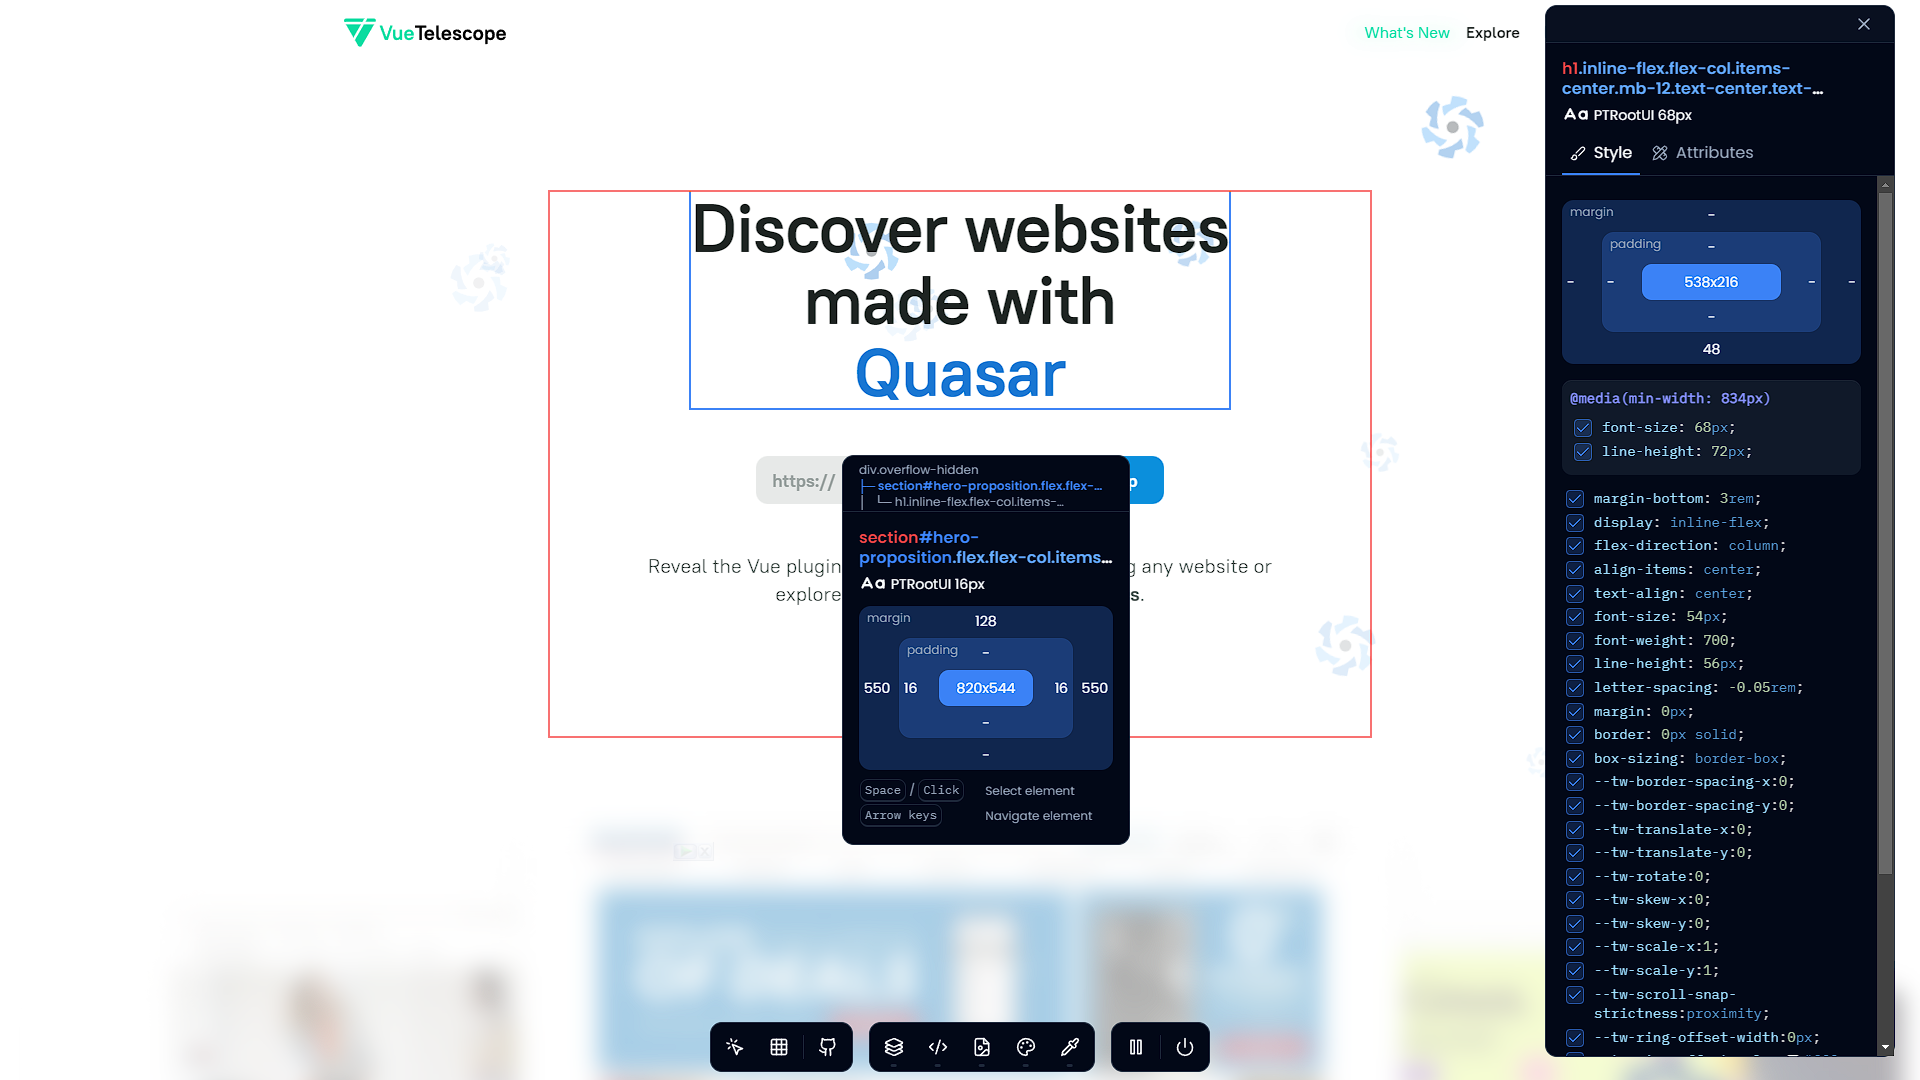 VueTelescope
What's New
Explore
Discover websites
made with
Quasar
https://
p
Reveal the Vue plugin
g any website or
explore
s.
div.overflow-hidden
section#hero-proposition.flex.flex-...
h1.inline-flex.flex-col.items-...
section#hero-
proposition.flex.flex-col.items...
Aa PTRootUI 16px
margin
128
padding
-
550
16
820x544
16
550
-
-
Space / Click
Select element
Arrow keys
Navigate element
h1.inline-flex.flex-col.items-
center.mb-12.text-center.text-...
Aa PTRootUI 68px
Style
Attributes
margin
-
padding
-
-
-
538x216
-
-
-
48
@media(min-width: 834px)
font-size: 68px;
line-height: 72px;
margin-bottom: 3rem;
display: inline-flex;
flex-direction: column;
align-items: center;
text-align: center;
font-size: 54px;
font-weight: 700;
line-height: 56px;
letter-spacing: -0.05rem;
margin: 0px;
border: 0px solid;
box-sizing: border-box;
--tw-border-spacing-x:0;
--tw-border-spacing-y:0;
--tw-translate-x:0;
--tw-translate-y:0;
--tw-rotate:0;
--tw-skew-x:0;
--tw-skew-y:0;
--tw-scale-x:1;
--tw-scale-y:1;
--tw-scroll-snap-
strictness:proximity;
--tw-ring-offset-width:0px;
OF DEALS